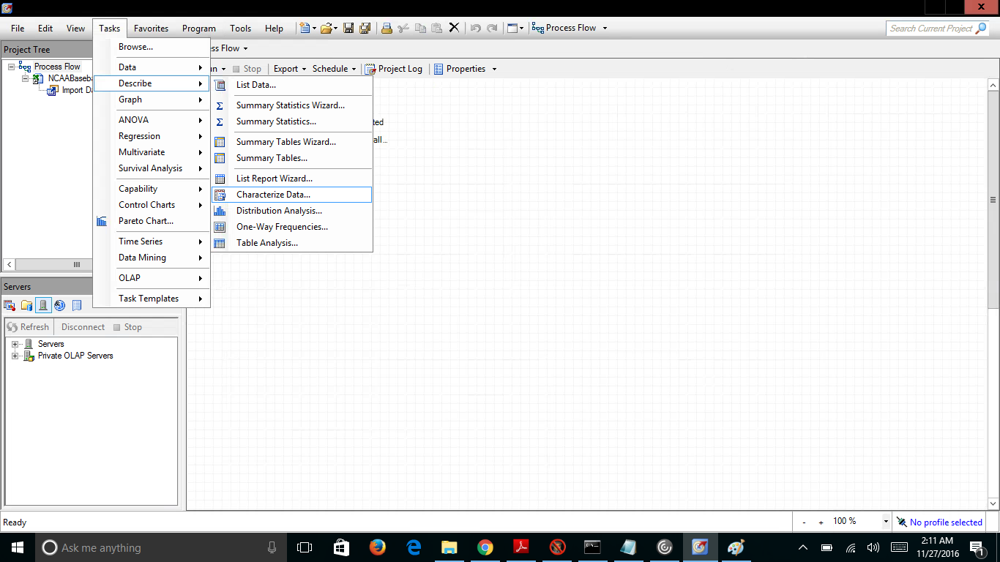 File Edit View Tasks Favorites Program Tools Help Process Flow Search Current Project
Project Tree
Process Flow
NCAABaseba
Import Da
Browse...
Data
Describe
Graph
ANOVA
Regression
Multivariate
Survival Analysis
Capability
Control Charts
Pareto Chart...
Time Series
Data Mining
OLAP
Task Templates
ess Flow
un Stop Export Schedule Project Log Properties
List Data...
Summary Statistics Wizard...
Summary Statistics...
Summary Tables Wizard...
Summary Tables...
List Report Wizard...
Characterize Data...
Distribution Analysis...
One-Way Frequencies...
Table Analysis...
ted
all...
Servers
Refresh Disconnect Stop
Servers
Private OLAP Servers
Ready - + 100 % No profile selected
Ask me anything
2:11 AM
11/27/2016
1